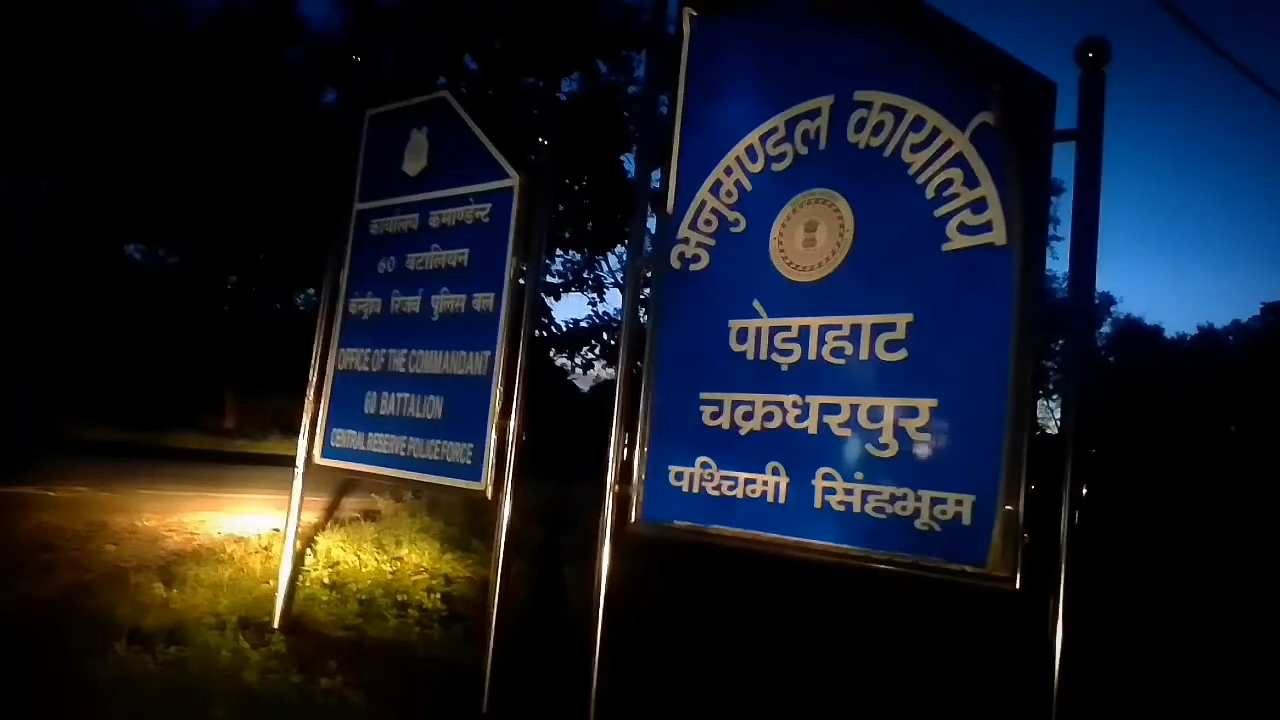 कार्यालय कमाण्डेन्ट
60 बटालियन
केन्द्रीय रिजर्व पुलिस बल
OFFICE OF THE COMMANDANT
60 BATTALION
CENTRAL RESERVE POLICE FORCE
अनुमण्डल कार्यालय
पोड़ाहाट
चक्रधरपुर
पश्चिमी सिंहभूम